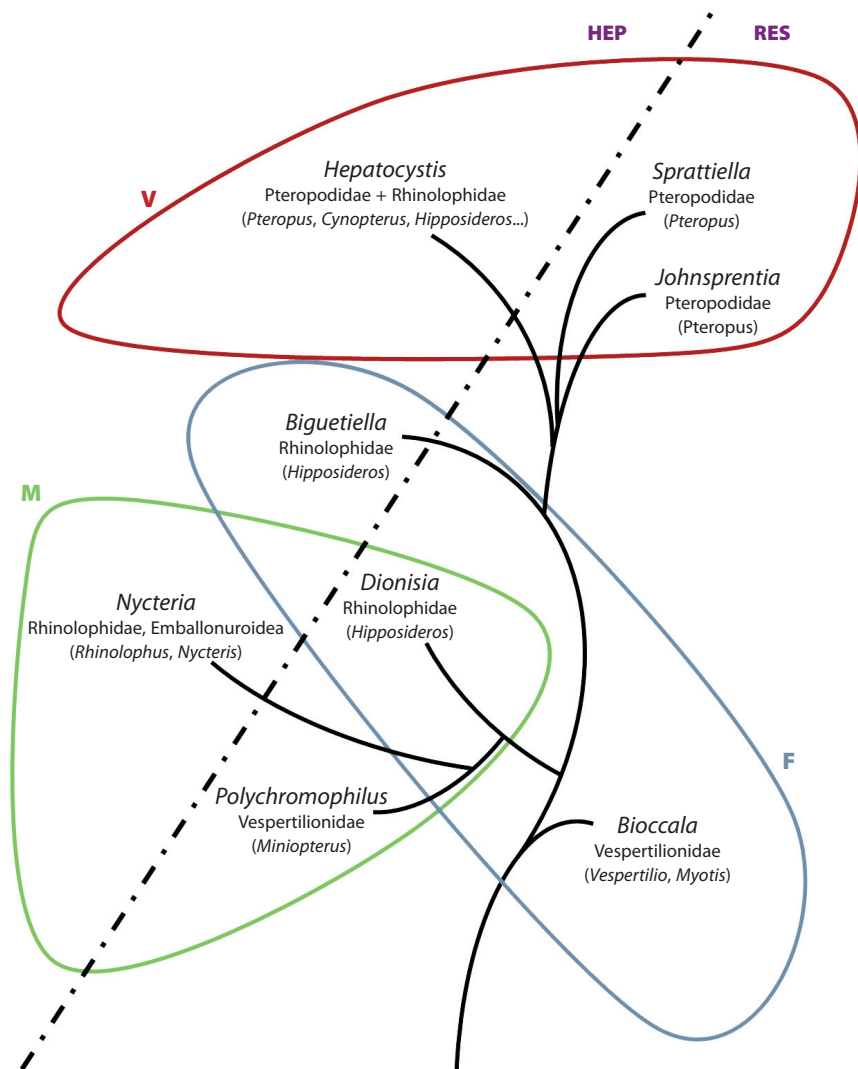 HEP
RES
V
Hepatocystis
Pteropodidae + Rhinolophidae
(Pteropus, Cynopterus, Hipposideros...)
Sprattiella
Pteropodidae
(Pteropus)
Johnsprentia
Pteropodidae
(Pteropus)
Biguetiella
Rhinolophidae
(Hipposideros)
M
Dionisia
Rhinolophidae
(Hipposideros)
Nycteria
Rhinolophidae, Emballonuroidea
(Rhinolophus, Nycteris)
F
Polychromophilus
Vespertilionidae
(Miniopterus)
Bioccala
Vespertilionidae
(Vespertilio, Myotis)